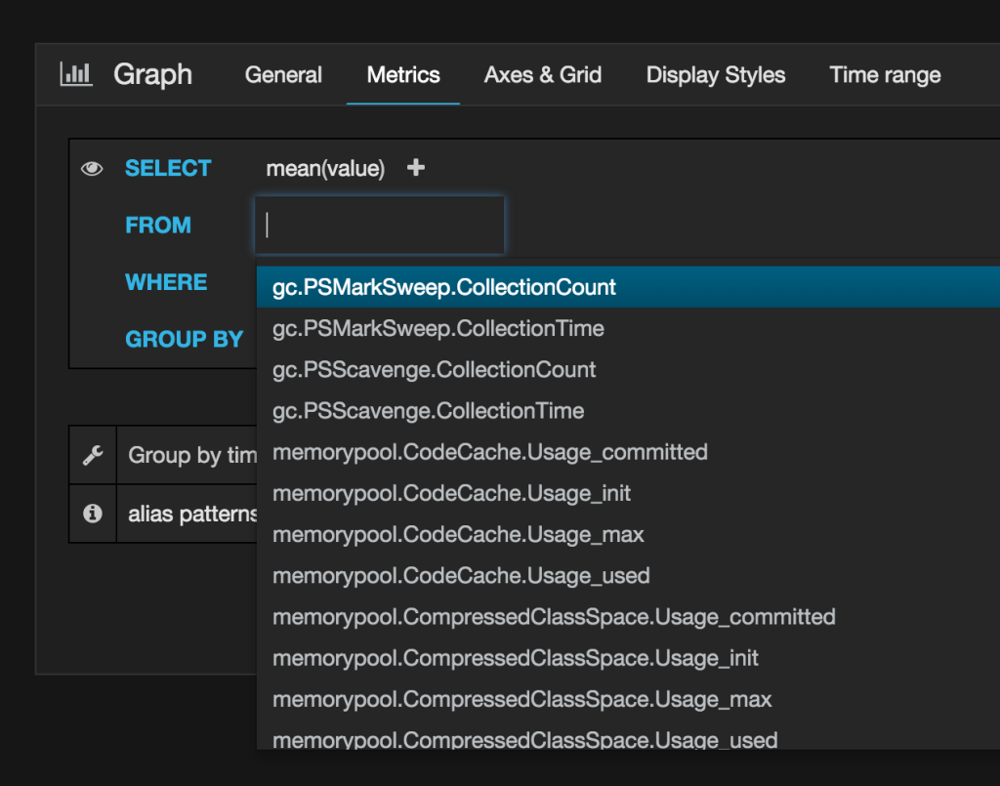 Graph General Metrics Axes & Grid Display Styles Time range
SELECT mean(value) +
FROM
WHERE
GROUP BY
gc.PSMarkSweep.CollectionCount
gc.PSMarkSweep.CollectionTime
gc.PSScavenge.CollectionCount
gc.PSScavenge.CollectionTime
memorypool.CodeCache.Usage_committed
memorypool.CodeCache.Usage_init
memorypool.CodeCache.Usage_max
memorypool.CodeCache.Usage_used
memorypool.CompressedClassSpace.Usage_committed
memorypool.CompressedClassSpace.Usage_init
memorypool.CompressedClassSpace.Usage_max
memorypool.CompressedClassSpace.Usage_used
Group by tim
alias patterns